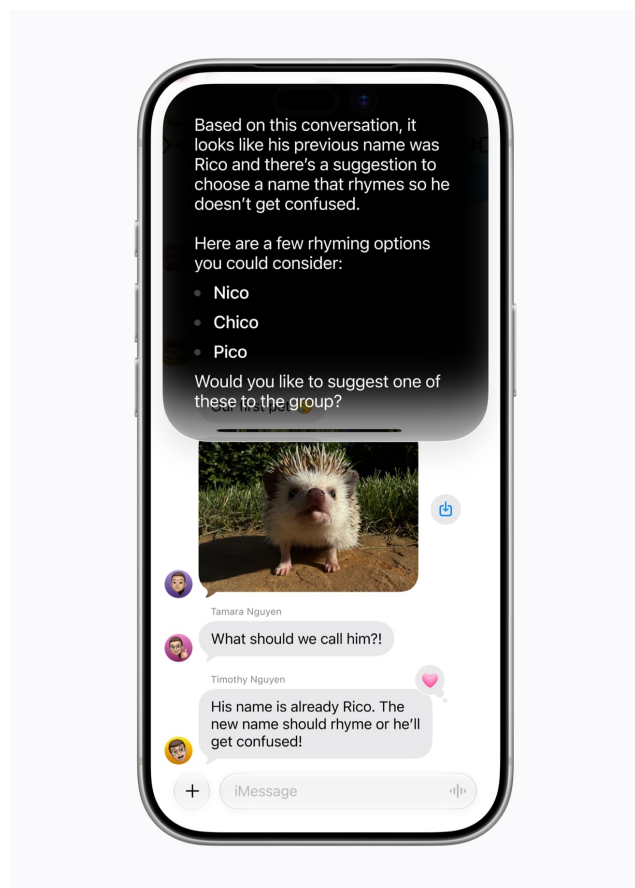 Based on this conversation, it
looks like his previous name was
Rico and there’s a suggestion to
choose a name that rhymes so he
doesn’t get confused.
Here are a few rhyming options
you could consider:
• Nico
• Chico
• Pico
Would you like to suggest one of
these to the group?
Our first pet!
Tamara Nguyen
What should we call him?!
Timothy Nguyen
His name is already Rico. The
new name should rhyme or he’ll
get confused!
iMessage